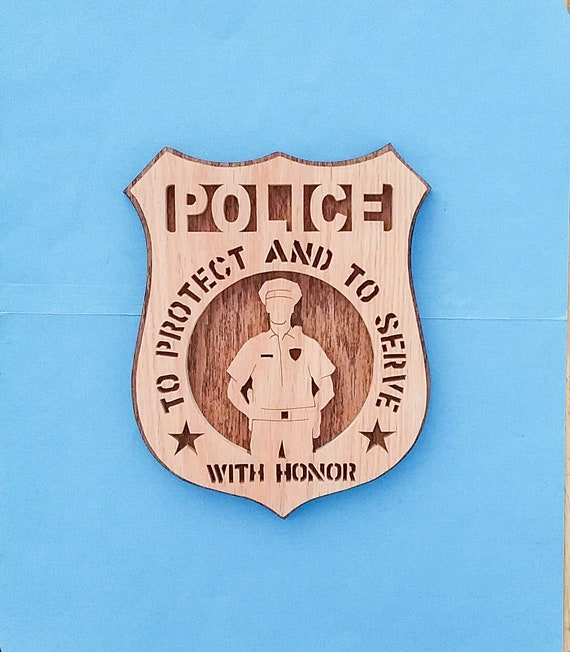 POLICE
TO PROTECT AND TO SERVE
WITH HONOR